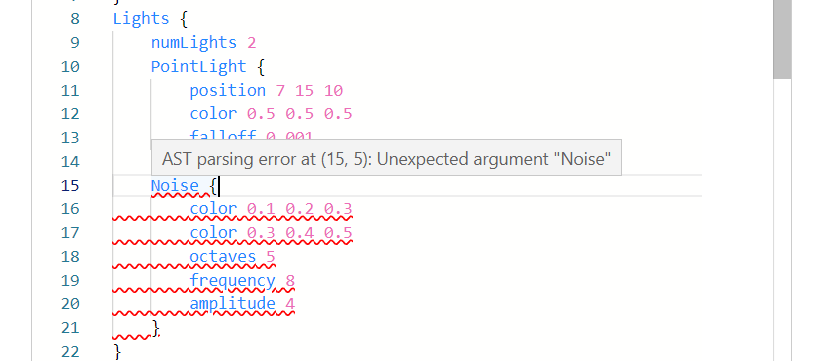 8 Lights {
9 numLights 2
10 PointLight {
11 position 7 15 10
12 color 0.5 0.5 0.5
13 falloff 0.001
14 AST parsing error at (15, 5): Unexpected argument "Noise"
15 Noise {
16 color 0.1 0.2 0.3
17 color 0.3 0.4 0.5
18 octaves 5
19 frequency 8
20 amplitude 4
21 }
22 }